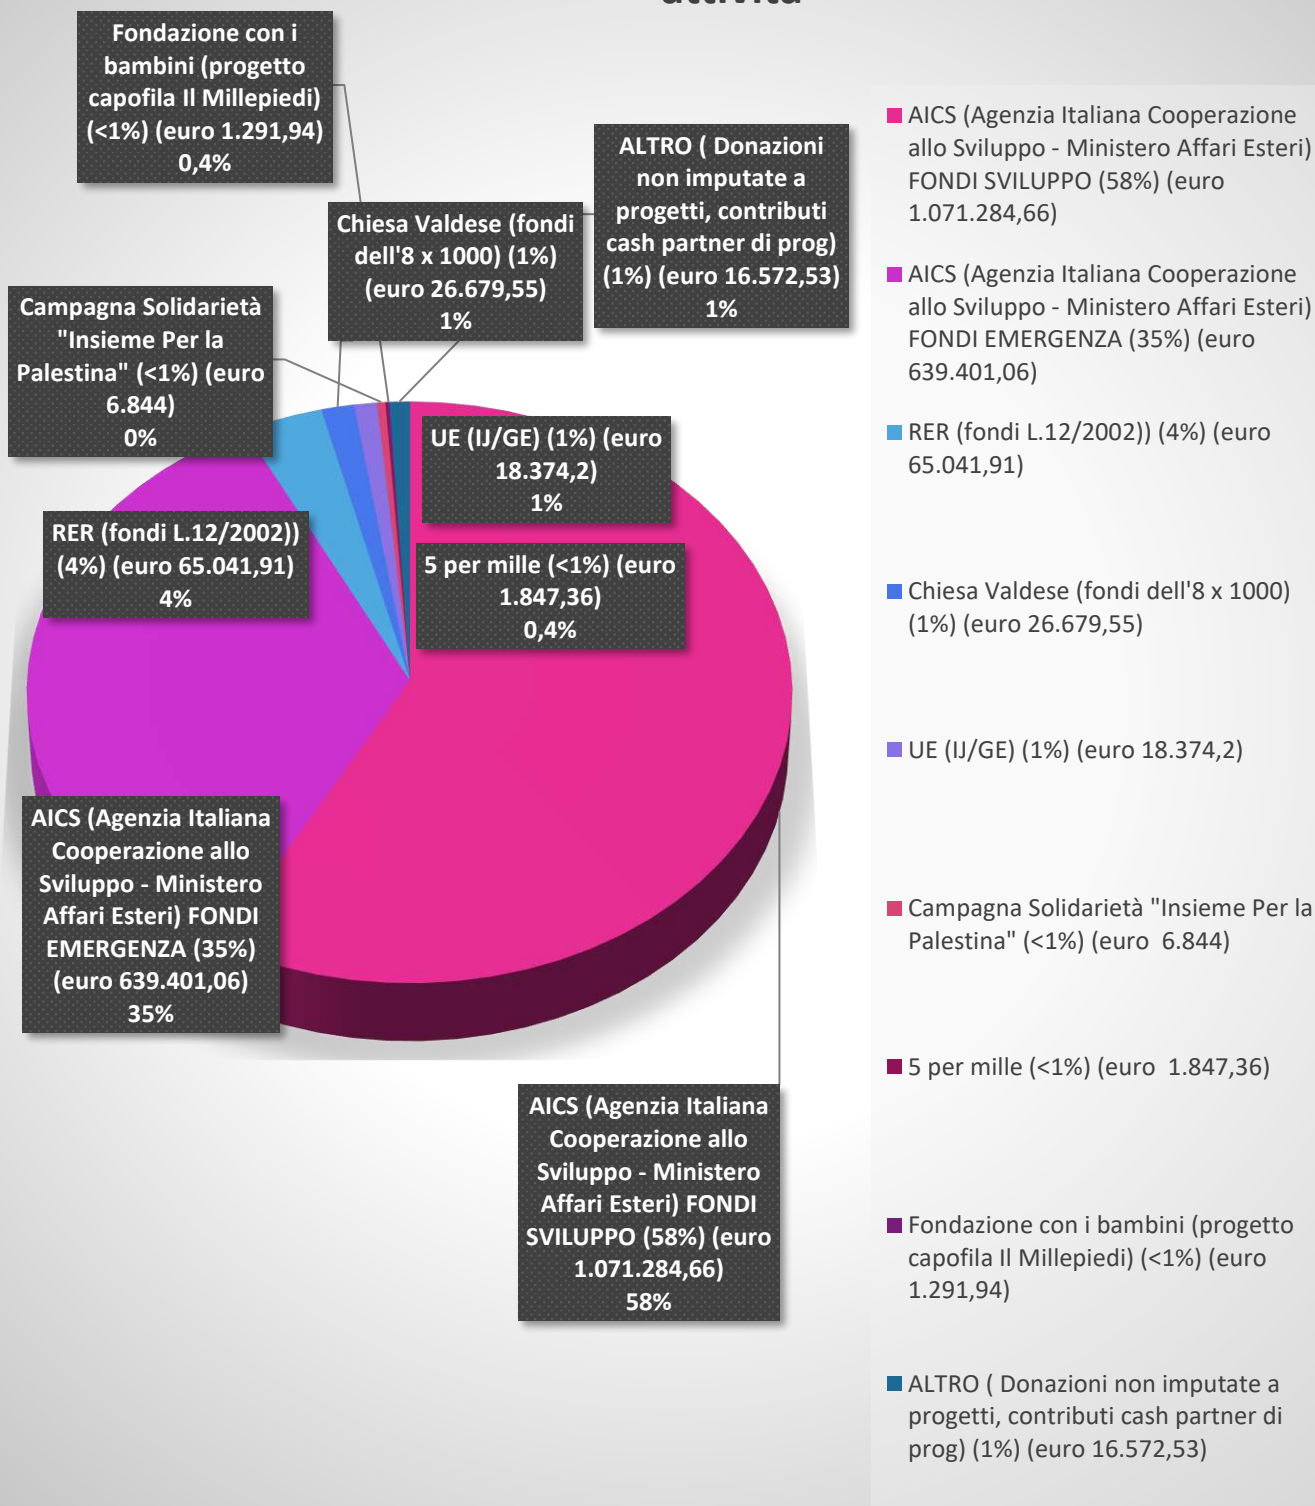 attività
Fondazione con i
bambini (progetto
capofila Il Millepiedi)
(<1%) (euro 1.291,94)
0,4%
ALTRO ( Donazioni
non imputate a
progetti, contributi
cash partner di prog)
(1%) (euro 16.572,53)
1%
Chiesa Valdese (fondi
dell'8 x 1000) (1%)
(euro 26.679,55)
1%
Campagna Solidarietà
"Insieme Per la
Palestina" (<1%) (euro
6.844)
0%
UE (IJ/GE) (1%) (euro
18.374,2)
1%
RER (fondi L.12/2002))
(4%) (euro 65.041,91)
4%
5 per mille (<1%) (euro
1.847,36)
0,4%
AICS (Agenzia Italiana
Cooperazione allo
Sviluppo - Ministero
Affari Esteri) FONDI
EMERGENZA (35%)
(euro 639.401,06)
35%
AICS (Agenzia Italiana
Cooperazione allo
Sviluppo - Ministero
Affari Esteri) FONDI
SVILUPPO (58%) (euro
1.071.284,66)
58%
AICS (Agenzia Italiana Cooperazione
allo Sviluppo - Ministero Affari Esteri)
FONDI SVILUPPO (58%) (euro
1.071.284,66)
AICS (Agenzia Italiana Cooperazione
allo Sviluppo - Ministero Affari Esteri)
FONDI EMERGENZA (35%) (euro
639.401,06)
RER (fondi L.12/2002)) (4%) (euro
65.041,91)
Chiesa Valdese (fondi dell'8 x 1000)
(1%) (euro 26.679,55)
UE (IJ/GE) (1%) (euro 18.374,2)
Campagna Solidarietà "Insieme Per la
Palestina" (<1%) (euro  6.844)
5 per mille (<1%) (euro  1.847,36)
Fondazione con i bambini (progetto
capofila Il Millepiedi) (<1%) (euro
1.291,94)
ALTRO ( Donazioni non imputate a
progetti, contributi cash partner di
prog) (1%) (euro 16.572,53)